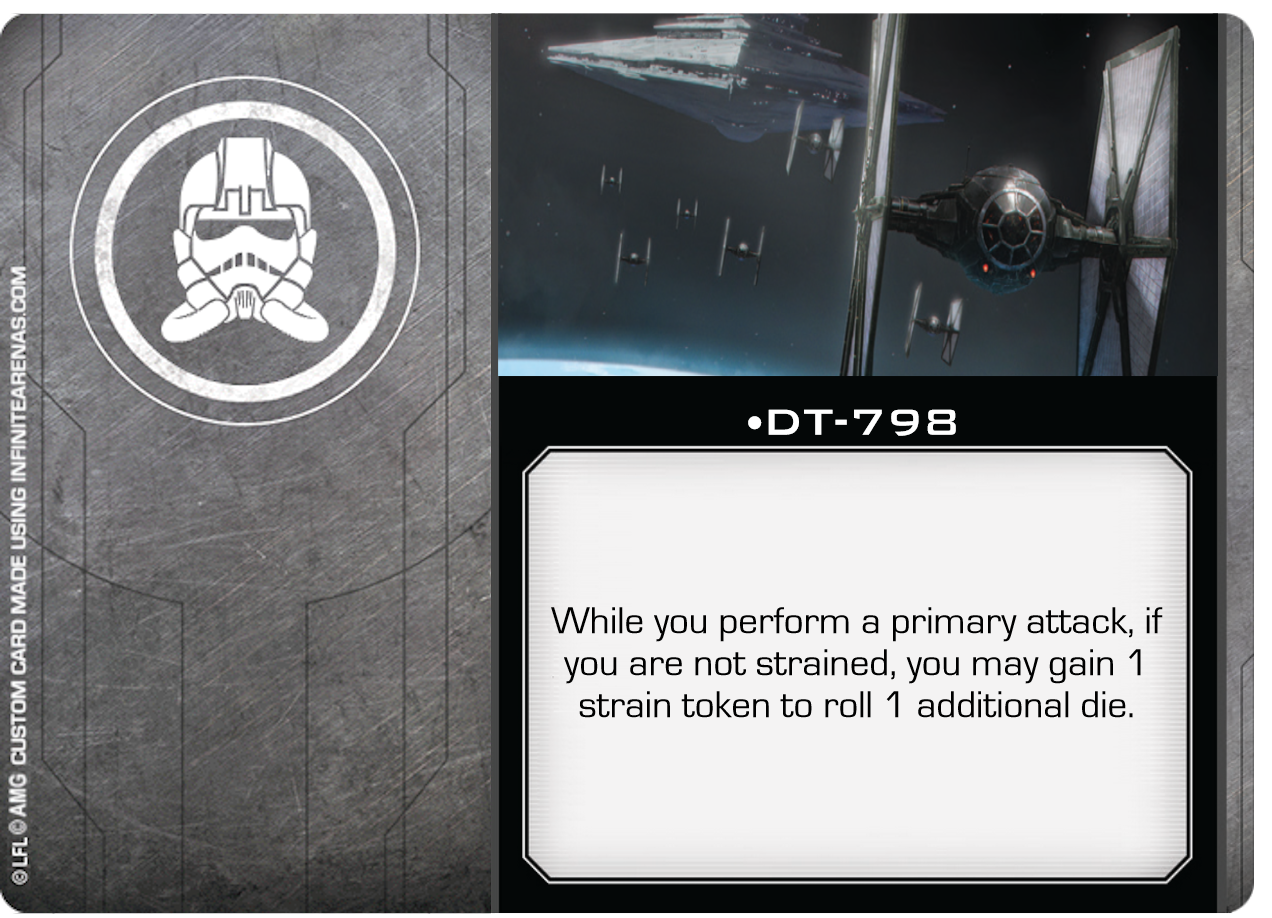 •DT-798
While you perform a primary attack, if
you are not strained, you may gain 1
strain token to roll 1 additional die.
©LFL ©AMG CUSTOM CARD MADE USING INFINITEARENAS.COM